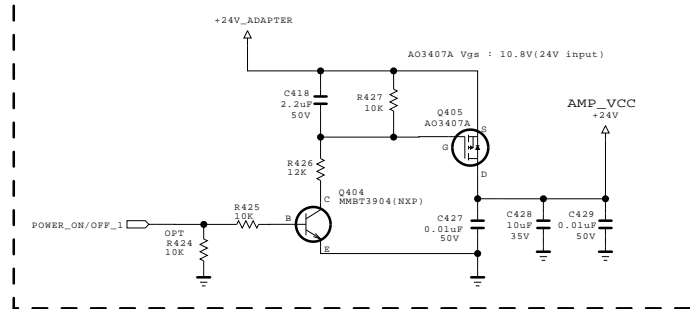 +24V_ADAPTER
AO3407A Vgs : 10.8V(24V input)
C418
2.2uF
50V
R427
10K
Q405
AO3407A
S
G
D
AMP_VCC
+24V
R426
12K
C
Q404
MMBT3904(NXP)
R425
10K
B
E
POWER_ON/OFF_1
OPT
R424
10K
C427
0.01uF
50V
C428
10uF
35V
C429
0.01uF
50V